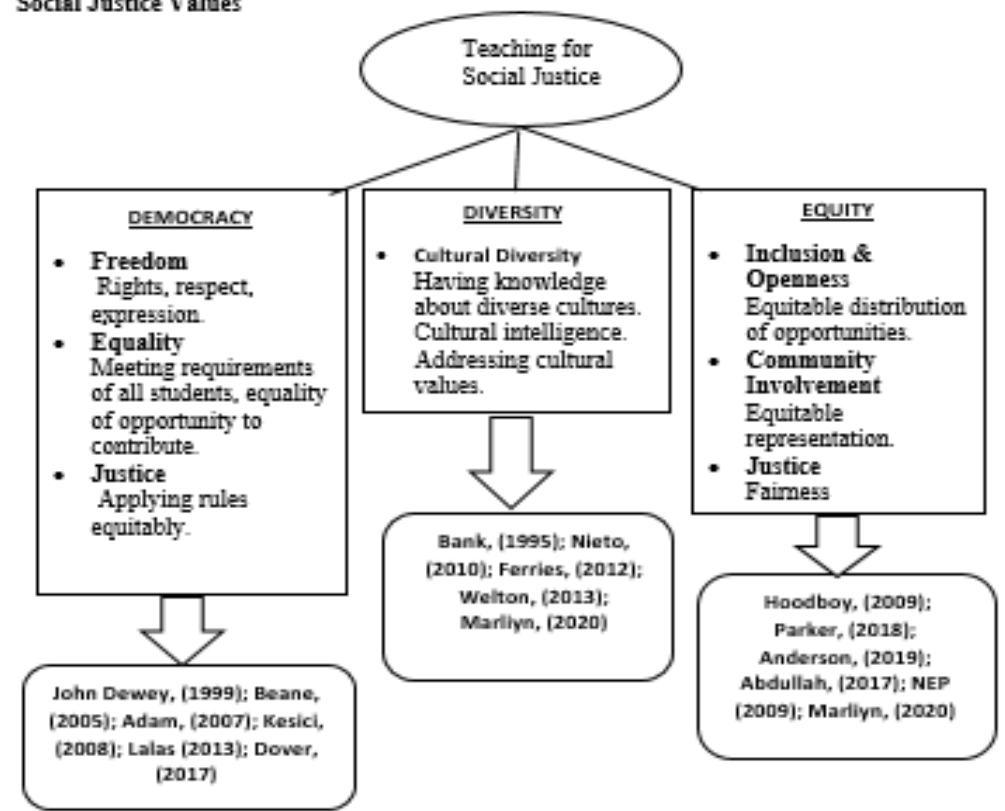 Social Justice Values
Teaching for
Social Justice
DEMOCRACY
• Freedom
Rights, respect,
expression.
• Equality
Meeting requirements
of all students, equality
of opportunity to
contribute.
• Justice
Applying rules
equitably.
John Dewey, (1999); Beane,
(2005); Adam, (2007); Kesici,
(2008); Lalas (2013); Dover,
(2017)
DIVERSITY
• Cultural Diversity
Having knowledge
about diverse cultures.
Cultural intelligence.
Addressing cultural
values.
Bank, (1995); Nieto,
(2010); Ferries, (2012);
Welton, (2013);
Marliyn, (2020)
EQUITY
• Inclusion &
Openness
Equitable distribution
of opportunities.
• Community
Involvement
Equitable
representation.
• Justice
Fairness
Hoodboy, (2009);
Parker, (2018);
Anderson, (2019);
Abdullah, (2017); NEP
(2009); Marliyn, (2020)